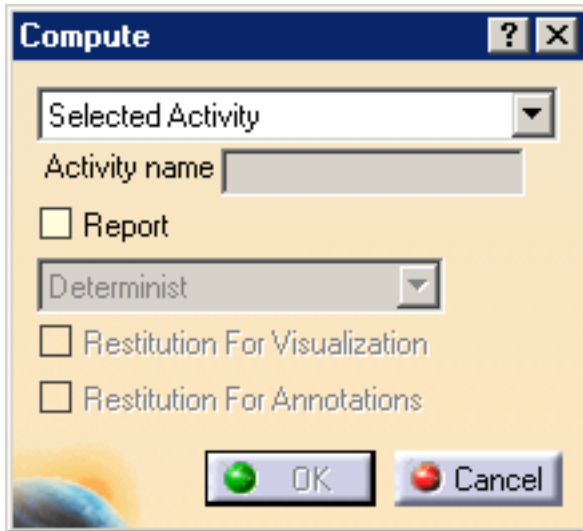 Compute
Selected Activity
Activity name
Report
Determinist
Restitution For Visualization
Restitution For Annotations
OK Cancel